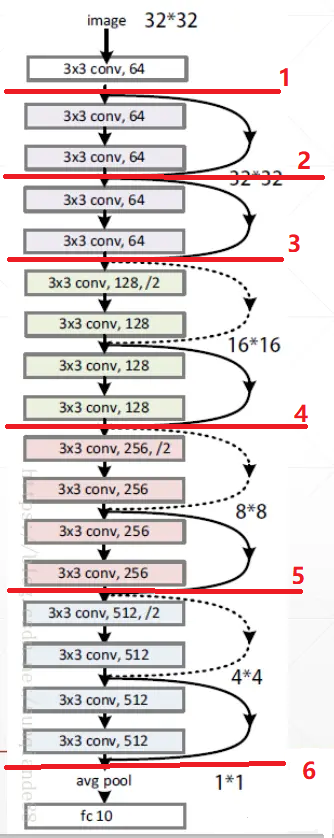 image 32*32
3x3 conv, 64
1
3x3 conv, 64
3x3 conv, 64
2
32*32
3x3 conv, 64
3x3 conv, 64
3
3x3 conv, 128, /2
3x3 conv, 128
16*16
3x3 conv, 128
3x3 conv, 128
4
3x3 conv, 256, /2
3x3 conv, 256
8*8
3x3 conv, 256
3x3 conv, 256
5
3x3 conv, 512, /2
3x3 conv, 512
4*4
3x3 conv, 512
3x3 conv, 512
6
avg pool 1*1
fc 10